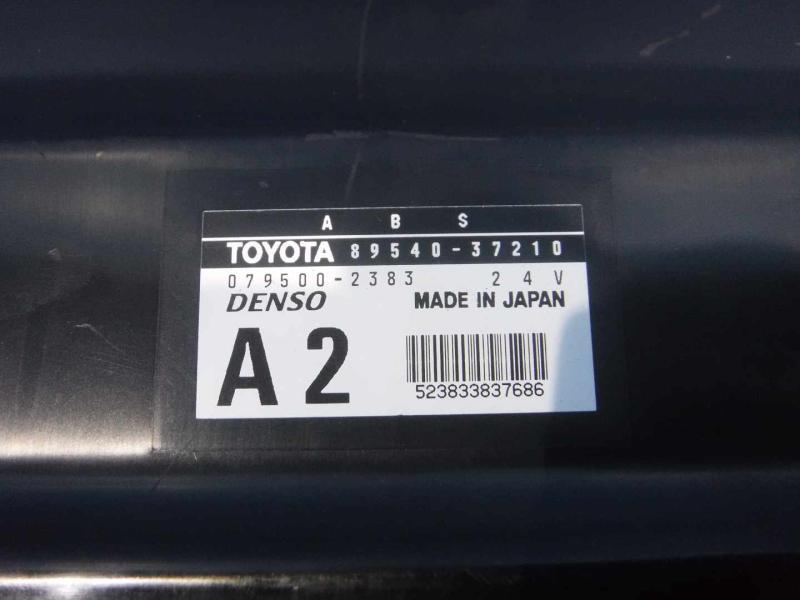 A B S
TOYOTA 89540-37210
079500-2383 24V
DENSO MADE IN JAPAN
A2
523833837686